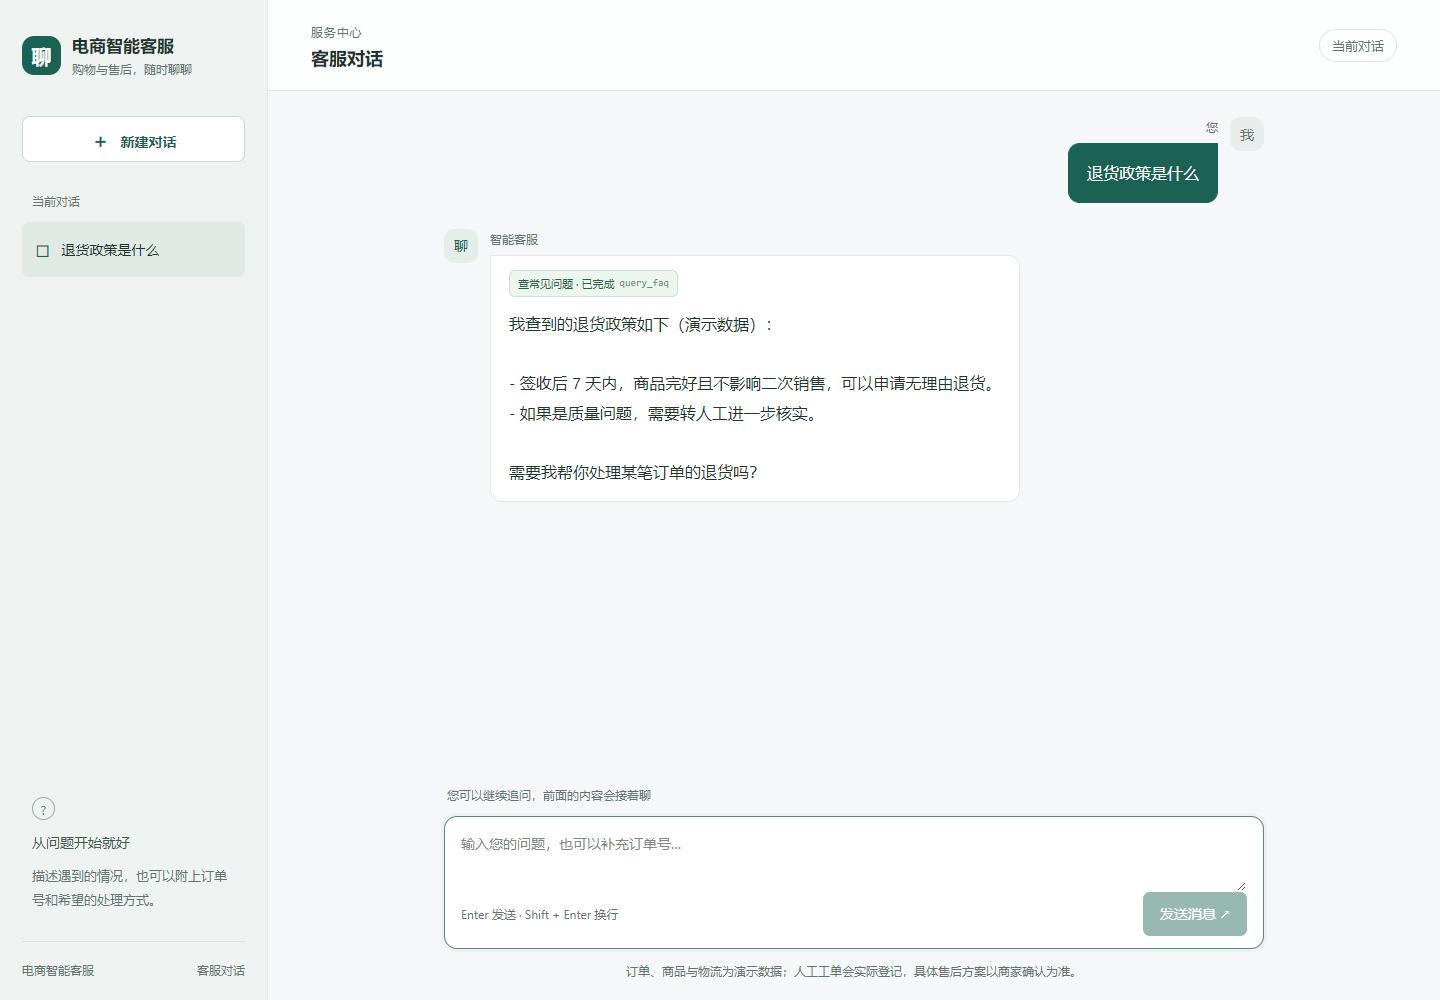 聊
电商智能客服
购物与售后，随时聊聊
+ 新建对话
当前对话
退货政策是什么
?
从问题开始就好
描述遇到的情况，也可以附上订单
号和希望的处理方式。
电商智能客服
客服对话
服务中心
客服对话
当前对话
您
我
退货政策是什么
聊
智能客服
查常见问题 · 已完成 query_faq
我查到的退货政策如下（演示数据）：
- 签收后 7 天内，商品完好且不影响二次销售，可以申请无理由退货。
- 如果是质量问题，需要转人工进一步核实。
需要我帮你处理某笔订单的退货吗？
您可以继续追问，前面的内容会接着聊
输入您的问题，也可以补充订单号...
Enter 发送 · Shift + Enter 换行
发送消息 ↗
订单、商品与物流为演示数据；人工工单会实际登记，具体售后方案以商家确认为准。